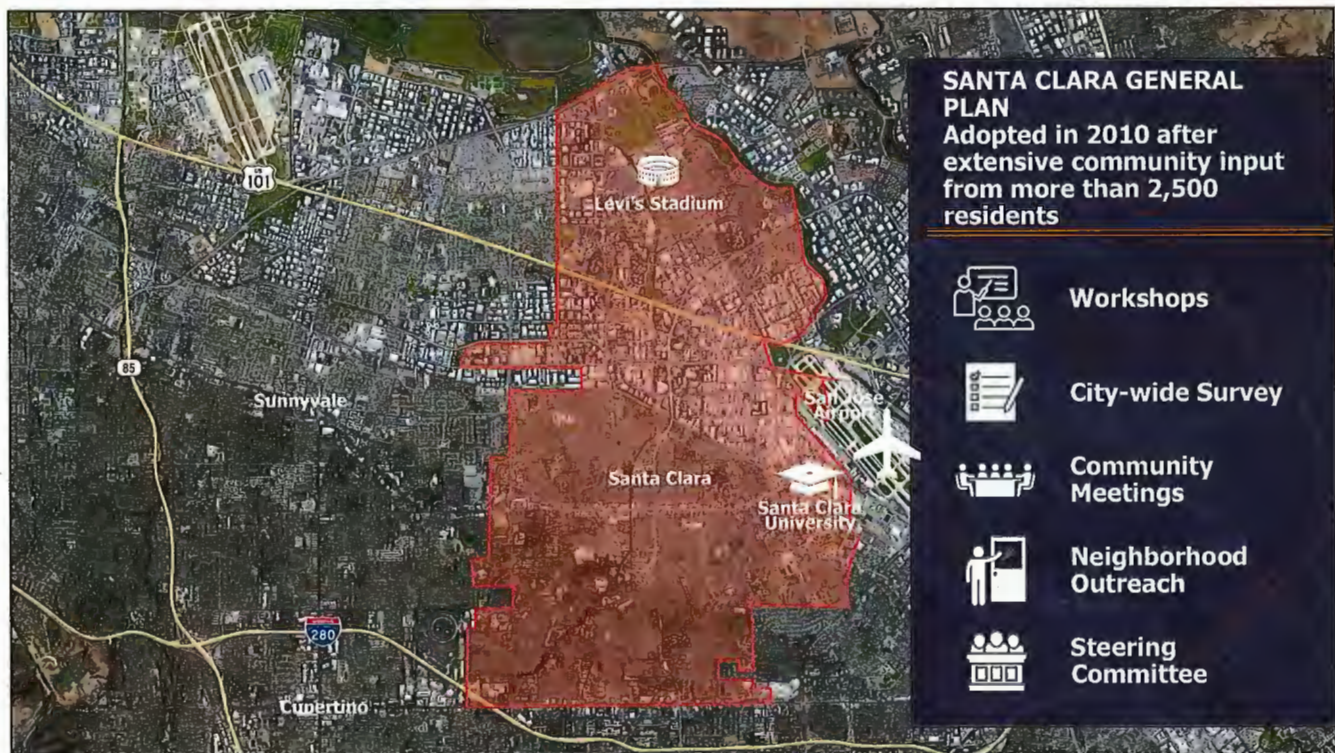 SANTA CLARA GENERAL
PLAN
Adopted in 2010 after
extensive community input
from more than 2,500
residents
Workshops
City-wide Survey
Community
Meetings
Neighborhood
Outreach
Steering
Committee
US
101
Levi's Stadium
85
Sunnyvale
San Jose
Airport
Santa Clara
Santa Clara
University
280
Cupertino